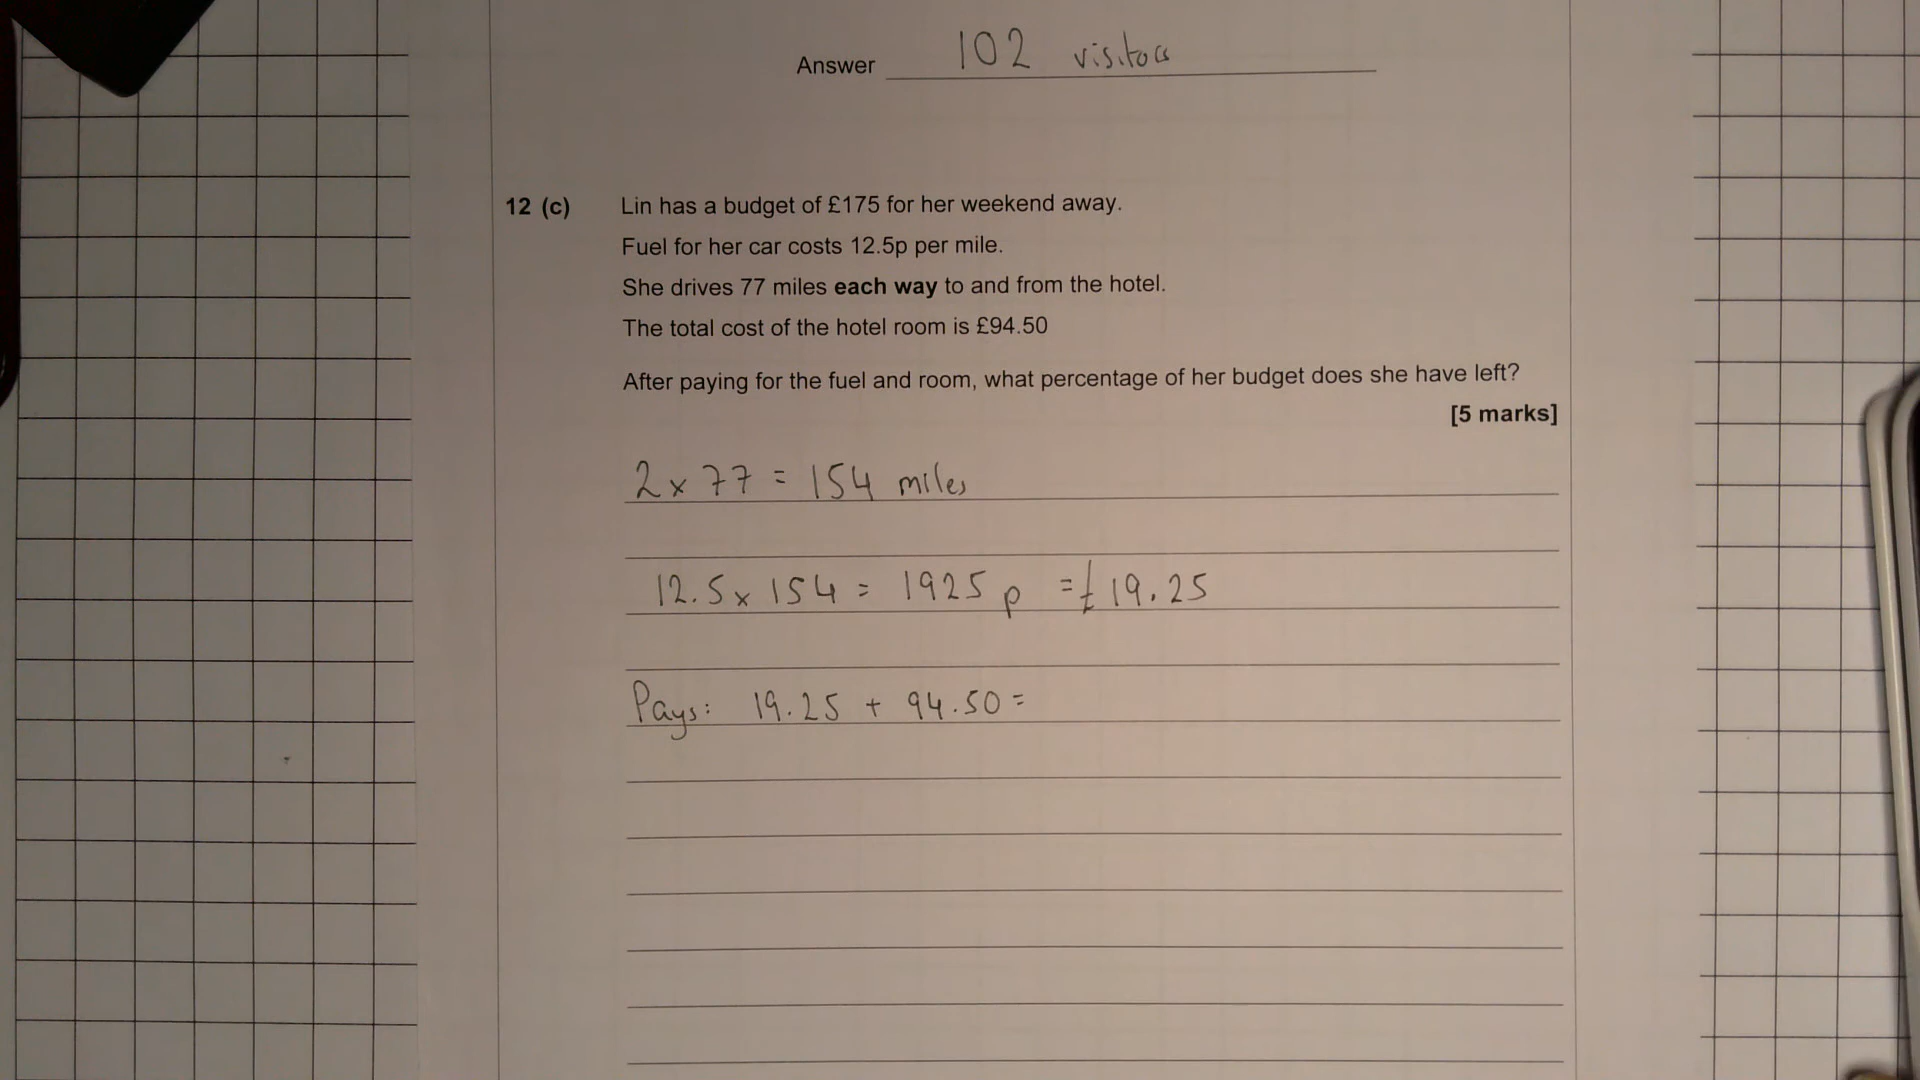 Answer 102 visitors
12 (c) Lin has a budget of £175 for her weekend away.
Fuel for her car costs 12.5p per mile.
She drives 77 miles each way to and from the hotel.
The total cost of the hotel room is £94.50
After paying for the fuel and room, what percentage of her budget does she have left?
[5 marks]
2 x 77 = 154 miles
12.5 x 154 = 1925 p = £19.25
Pays: 19.25 + 94.50 =